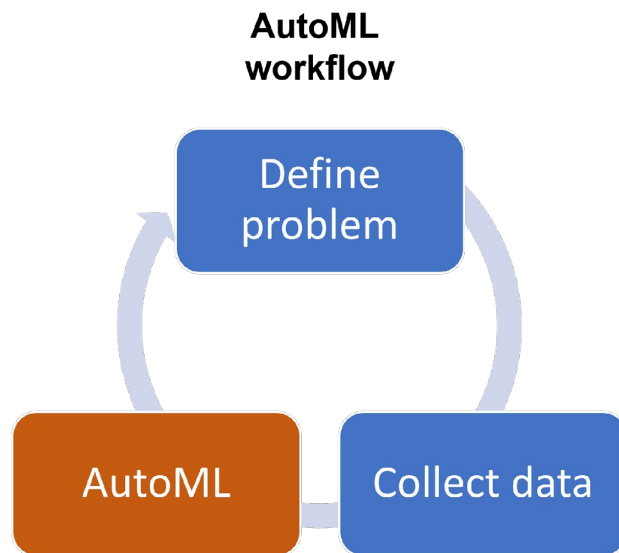 AutoML
workflow
Define
problem
AutoML
Collect data